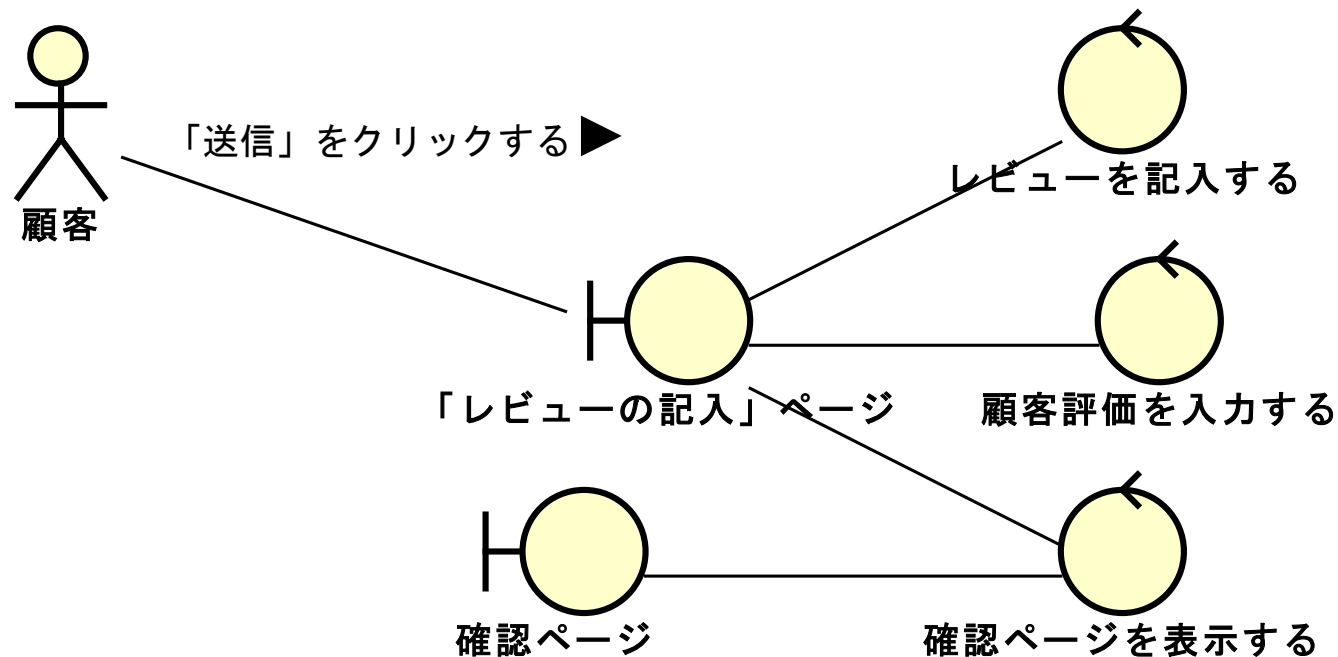 「送信」をクリックする▶
レビューを記入する
顧客
「レビューの記入」ページ
顧客評価を入力する
確認ページ
確認ページを表示する